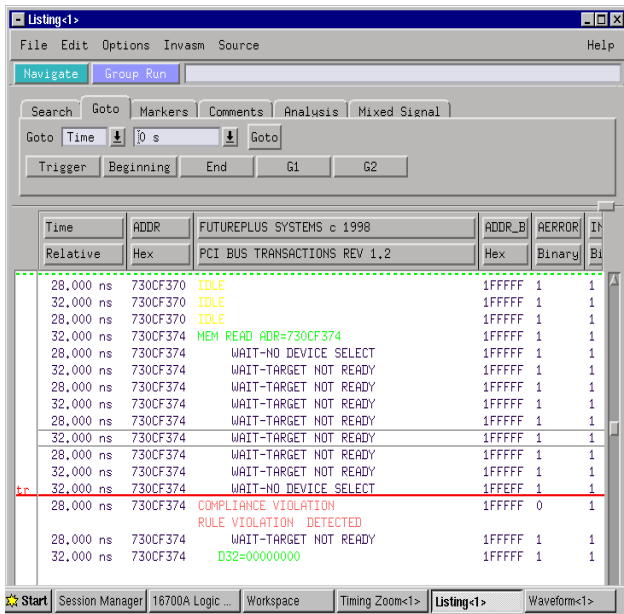 Listing<1>
File Edit Options Invasm Source Help
Navigate Group Run
Search Goto Markers Comments Analysis Mixed Signal
Goto Time 0 s Goto
Trigger Beginning End G1 G2
Time ADDR FUTUREPLUS SYSTEMS c 1998 ADDR_B AERROR IN
Relative Hex PCI BUS TRANSACTIONS REV 1.2 Hex Binary Bi
28.000 ns 730CF370 IDLE 1FFFFF 1 1
32.000 ns 730CF370 IDLE 1FFFFF 1 1
28.000 ns 730CF370 IDLE 1FFFFF 1 1
32.000 ns 730CF374 MEM READ ADR=730CF374 1FFFFF 1 1
28.000 ns 730CF374 WAIT-NO DEVICE SELECT 1FFFFF 1 1
32.000 ns 730CF374 WAIT-TARGET NOT READY 1FFFFF 1 1
28.000 ns 730CF374 WAIT-TARGET NOT READY 1FFFFF 1 1
32.000 ns 730CF374 WAIT-TARGET NOT READY 1FFFFF 1 1
28.000 ns 730CF374 WAIT-TARGET NOT READY 1FFFFF 1 1
32.000 ns 730CF374 WAIT-TARGET NOT READY 1FFFFF 1 1
28.000 ns 730CF374 WAIT-TARGET NOT READY 1FFFFF 1 1
32.000 ns 730CF374 WAIT-TARGET NOT READY 1FFFFF 1 1
tr 32.000 ns 730CF374 WAIT-NO DEVICE SELECT 1FFEFF 1 1
28.000 ns 730CF374 COMPLIANCE VIOLATION 1FFFFF 0 1
RULE VIOLATION DETECTED
28.000 ns 730CF374 WAIT-TARGET NOT READY 1FFFFF 1 1
32.000 ns 730CF374 D32=00000000 1FFFFF 1 1
Start Session Manager 16700A Logic ... Workspace Timing Zoom<1> Listing<1> Waveform<1>